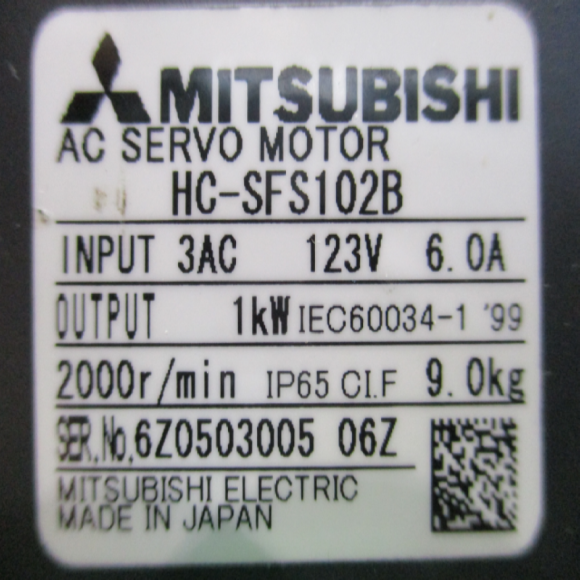 MITSUBISHI
AC SERVO MOTOR
HC-SFS102B
INPUT 3AC 123V 6.0A
OUTPUT 1kW IEC60034-1 '99
2000r/min IP65 CI.F 9.0kg
SER.No.6Z0503005 06Z
MITSUBISHI ELECTRIC
MADE IN JAPAN